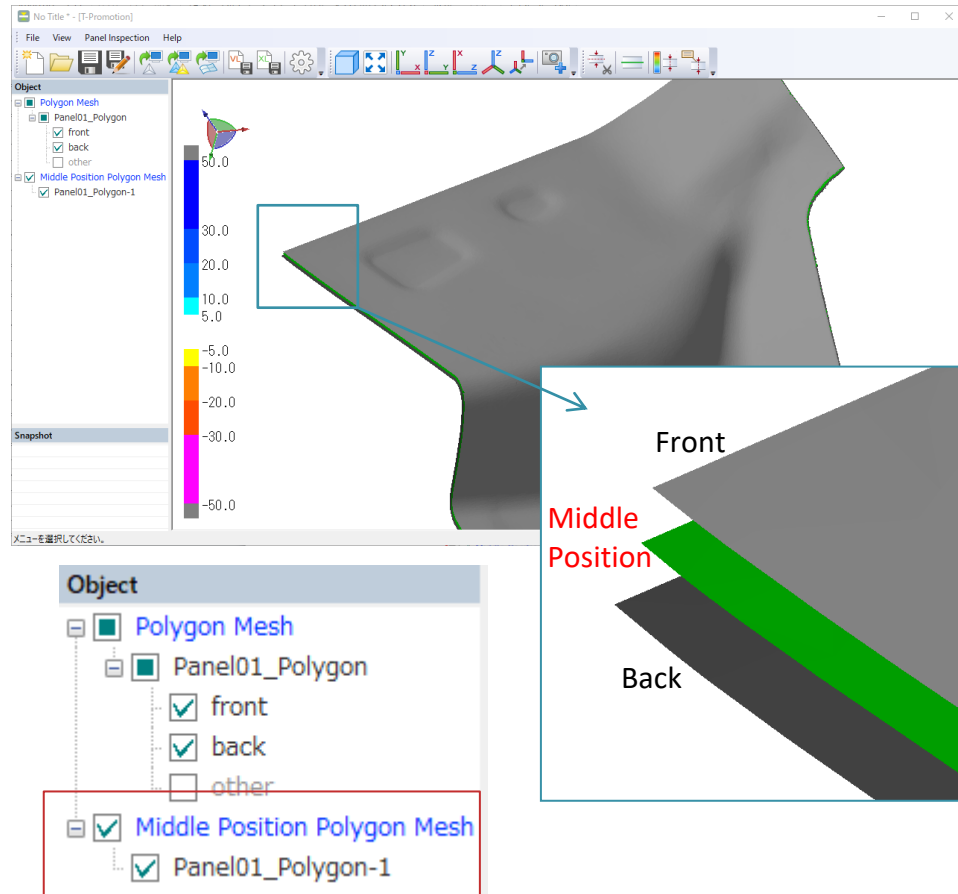 No Title * - [T-Promotion]
File View Panel Inspection Help
Object
Polygon Mesh
Panel01_Polygon
front
back
other
Middle Position Polygon Mesh
Panel01_Polygon-1
Snapshot
メニューを選択してください。
50.0
30.0
20.0
10.0
5.0
-5.0
-10.0
-20.0
-30.0
-50.0
Y
X
Z
Y
X
Z
Z
VC
XC
Front
Middle
Position
Back
Object
Polygon Mesh
Panel01_Polygon
front
back
other
Middle Position Polygon Mesh
Panel01_Polygon-1